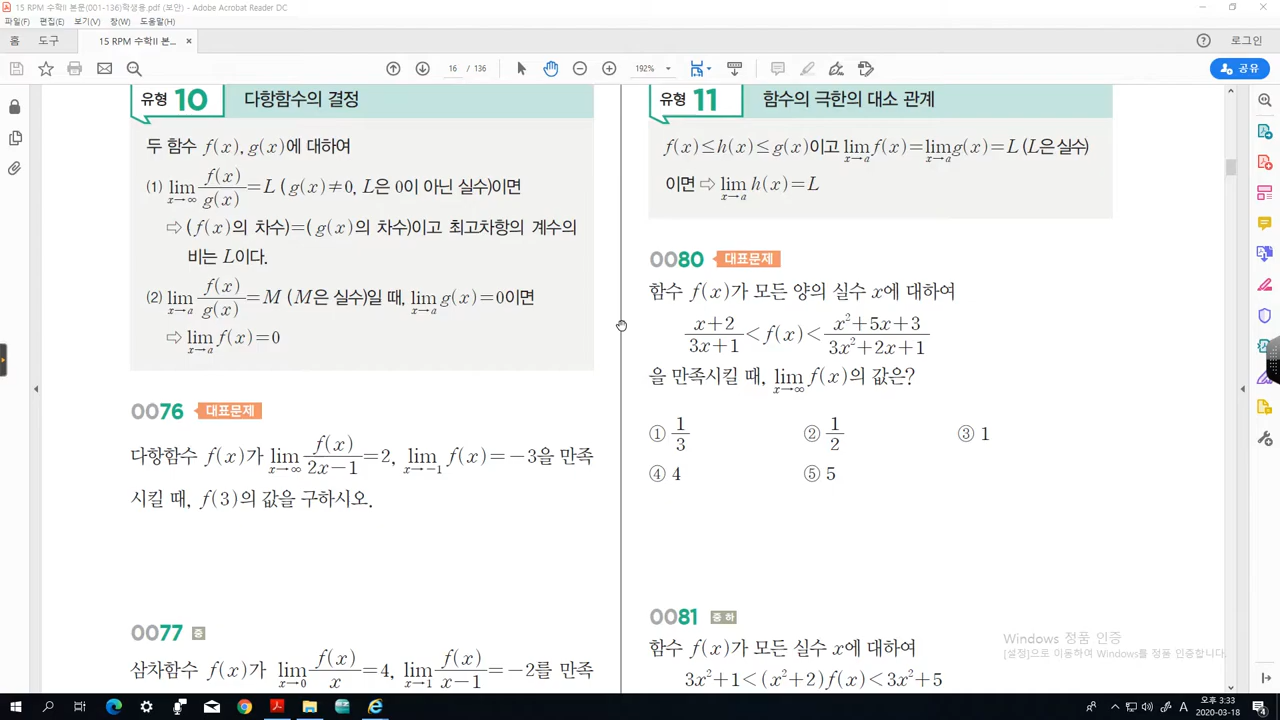 15 RPM 수학II 본문(001-136)학생용.pdf (보안) - Adobe Acrobat Reader DC
파일(F) 편집(E) 보기(V) 창(W) 도움말(H)
홈 도구 15 RPM 수학II 본... × 로그인
16 / 136 192% 공유
유형 10 다항함수의 결정
두 함수 f(x), g(x)에 대하여
(1) lim x→∞ f(x)/g(x) = L (g(x)≠0, L은 0이 아닌 실수)이면
⇨ (f(x)의 차수)=(g(x)의 차수)이고 최고차항의 계수의
비는 L이다.
(2) lim x→a f(x)/g(x) = M (M은 실수)일 때, lim x→a g(x)=0이면
⇨ lim x→a f(x)=0
0076 대표문제
다항함수 f(x)가 lim x→∞ f(x)/(2x-1) = 2, lim x→-1 f(x)=-3을 만족
시킬 때, f(3)의 값을 구하시오.
0077 중
삼차함수 f(x)가 lim x→0 f(x)/x = 4, lim x→1 f(x)/(x-1) = -2를 만족
유형 11 함수의 극한의 대소 관계
f(x)≤h(x)≤g(x)이고 lim x→a f(x)=lim x→a g(x)=L (L은 실수)
이면 ⇨ lim x→a h(x)=L
0080 대표문제
함수 f(x)가 모든 양의 실수 x에 대하여
(x+2)/(3x+1) < f(x) < (x²+5x+3)/(3x²+2x+1)
을 만족시킬 때, lim x→∞ f(x)의 값은?
① 1/3 ② 1/2 ③ 1
④ 4 ⑤ 5
0081 중하
함수 f(x)가 모든 실수 x에 대하여
3x²+1<(x²+2)f(x)<3x²+5
Windows 정품 인증
[설정]으로 이동하여 Windows를 정품 인증합니다.
A 오후 3:33
2020-03-18
4